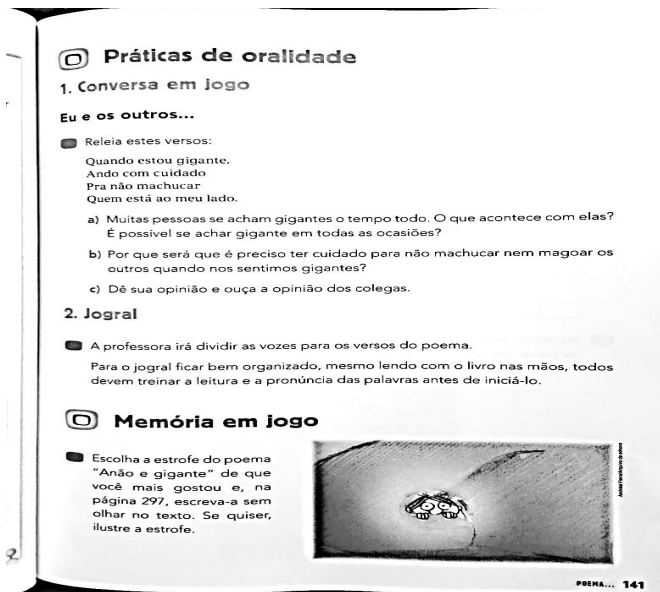 Práticas de oralidade
1. Conversa em jogo
Eu e os outros...
Releia estes versos:
Quando estou gigante,
Ando com cuidado
Pra não machucar
Quem está ao meu lado.
a) Muitas pessoas se acham gigantes o tempo todo. O que acontece com elas?
É possível se achar gigante em todas as ocasiões?
b) Por que será que é preciso ter cuidado para não machucar nem magoar os
outros quando nos sentimos gigantes?
c) Dê sua opinião e ouça a opinião dos colegas.
2. Jogral
A professora irá dividir as vozes para os versos do poema.
Para o jogral ficar bem organizado, mesmo lendo com o livro nas mãos, todos
devem treinar a leitura e a pronúncia das palavras antes de iniciá-lo.
Memória em jogo
Escolha a estrofe do poema
"Anão e gigante" de que
você mais gostou e, na
página 297, escreva-a sem
olhar no texto. Se quiser,
ilustre a estrofe.
POEMA... 141